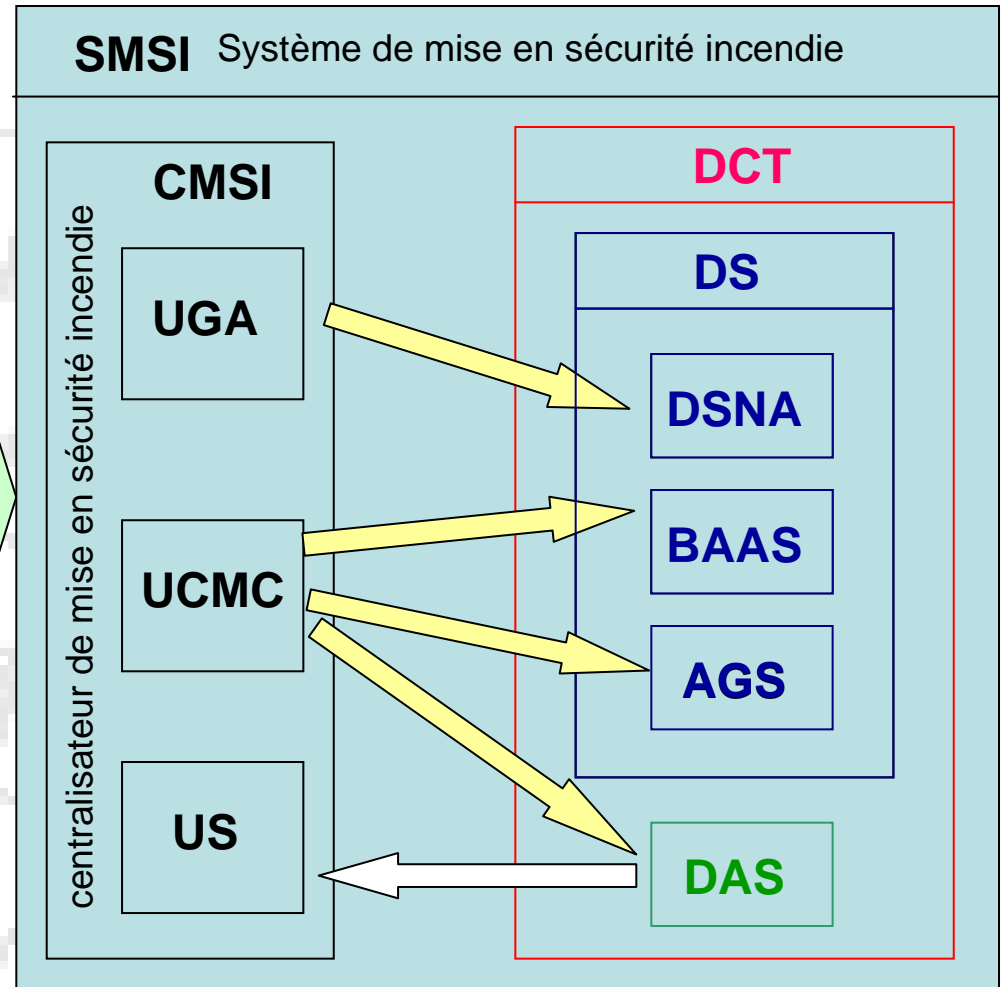 SMSI Système de mise en sécurité incendie
CMSI
centralisateur de mise en sécurité incendie
UGA
UCMC
US
DCT
DS
DSNA
BAAS
AGS
DAS